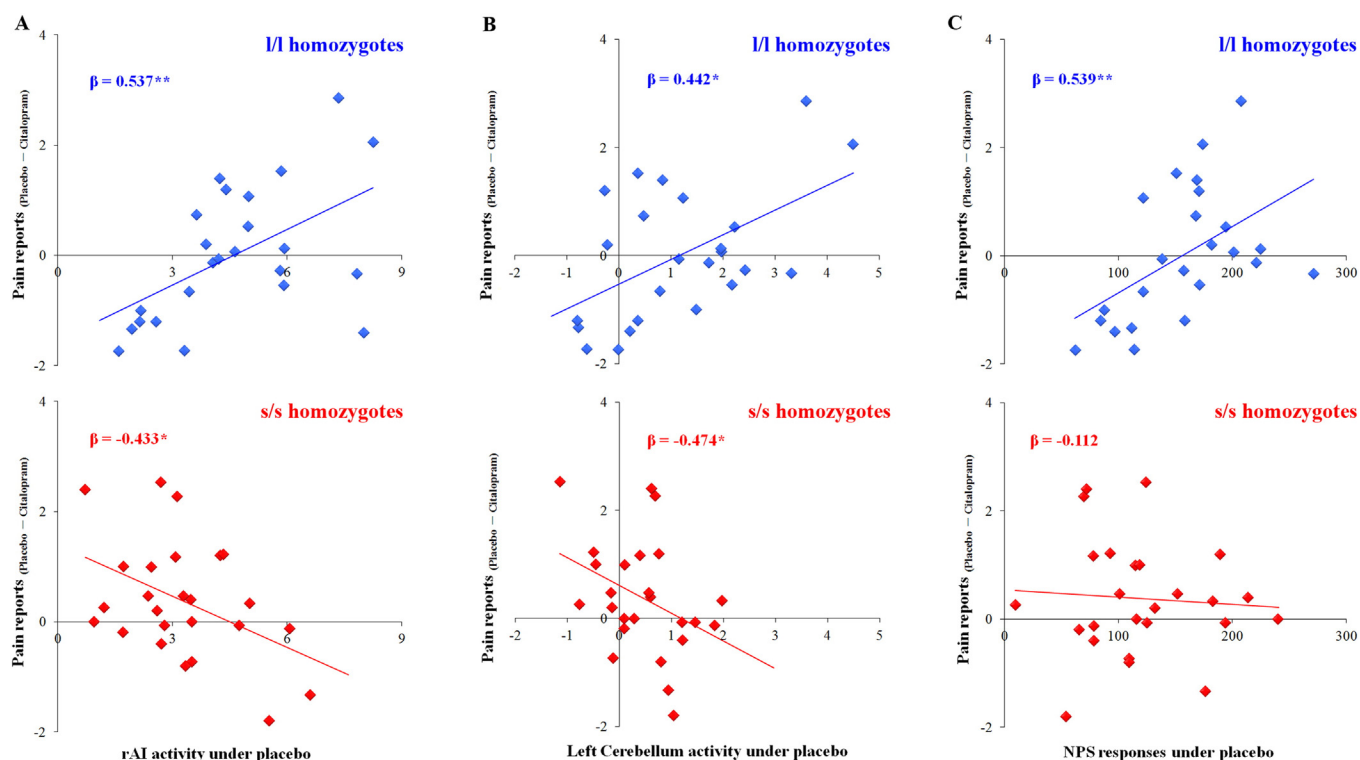 A
l/l homozygotes
β = 0.537**
Pain reports (Placebo − Citalopram)
4
2
0
-2
0
3
6
9
B
l/l homozygotes
β = 0.442*
Pain reports (Placebo − Citalopram)
4
2
0
-2
-2
-1
0
1
2
3
4
5
C
l/l homozygotes
β = 0.539**
Pain reports (Placebo − Citalopram)
4
2
0
-2
0
100
200
300
s/s homozygotes
β = -0.433*
Pain reports (Placebo − Citalopram)
4
2
0
-2
0
3
6
9
rAI activity under placebo
s/s homozygotes
β = -0.474*
Pain reports (Placebo − Citalopram)
4
2
0
-2
-2
-1
0
1
2
3
4
5
Left Cerebellum activity under placebo
s/s homozygotes
β = -0.112
Pain reports (Placebo − Citalopram)
4
2
0
-2
0
100
200
300
NPS responses under placebo